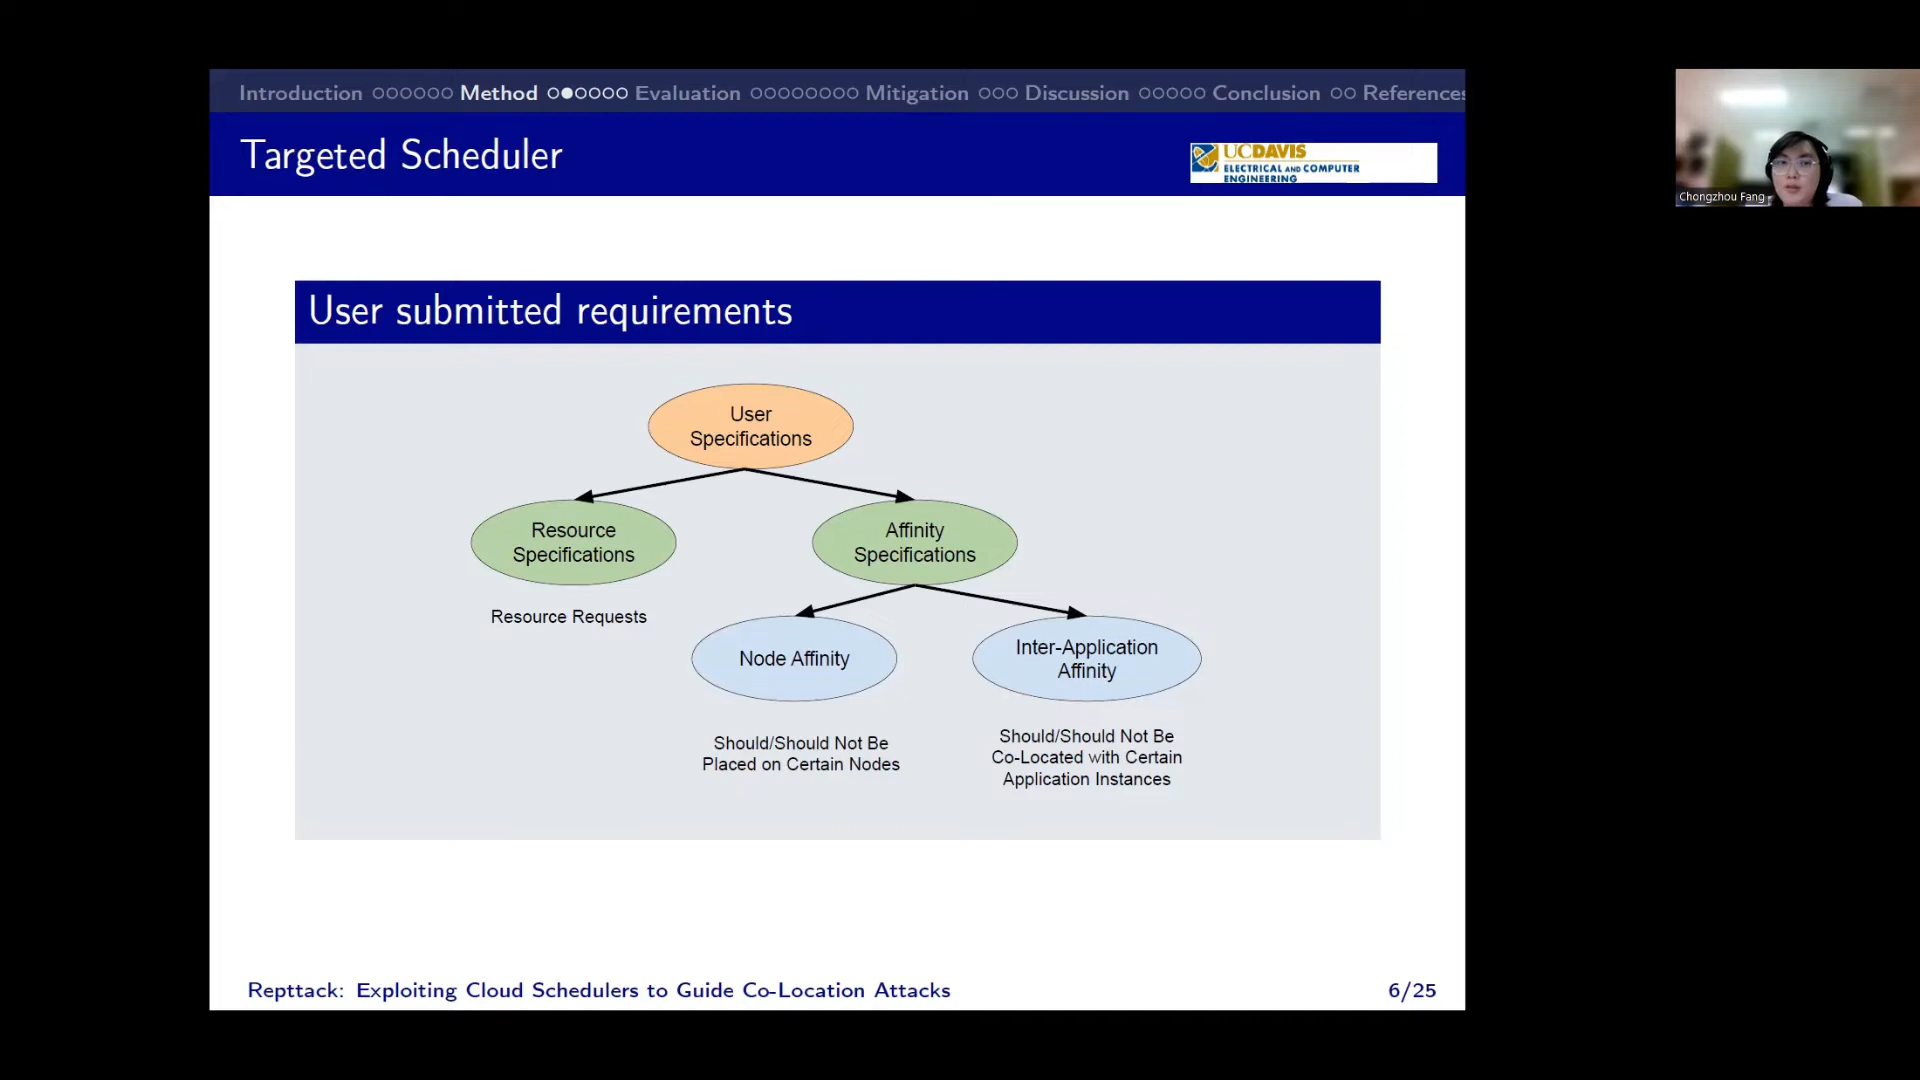 Introduction Method Evaluation Mitigation Discussion Conclusion References
Targeted Scheduler
UCDAVIS
ELECTRICAL AND COMPUTER
ENGINEERING
Chongzhou Fang
User submitted requirements
User
Specifications
Resource
Specifications
Affinity
Specifications
Resource Requests
Node Affinity
Inter-Application
Affinity
Should/Should Not Be
Placed on Certain Nodes
Should/Should Not Be
Co-Located with Certain
Application Instances
Repttack: Exploiting Cloud Schedulers to Guide Co-Location Attacks
6/25